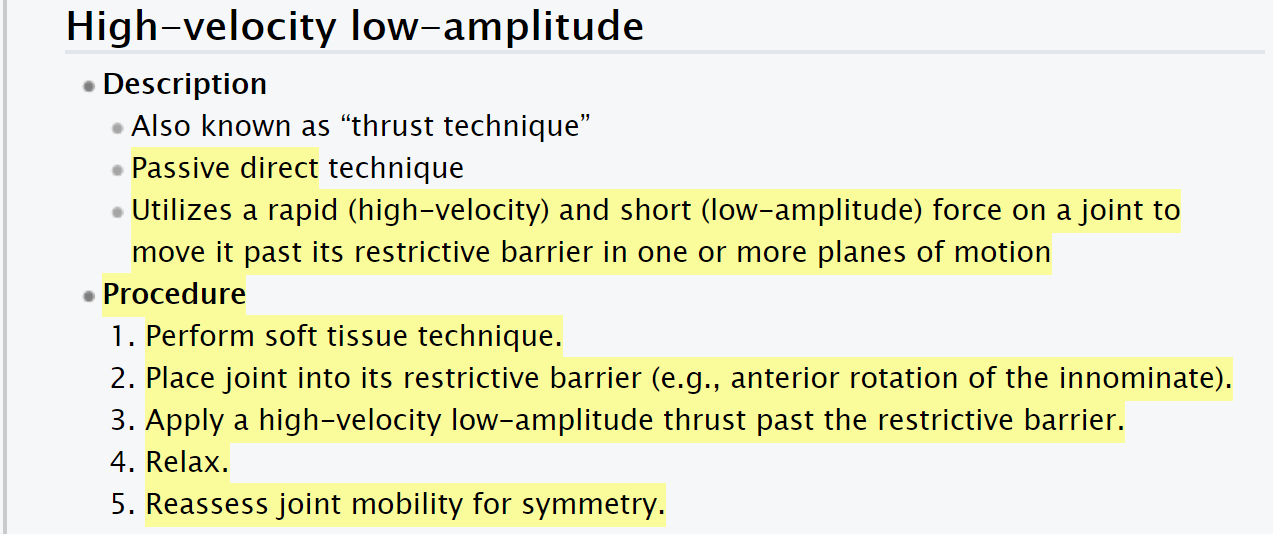 High-velocity low-amplitude
Description
Also known as “thrust technique”
Passive direct technique
Utilizes a rapid (high-velocity) and short (low-amplitude) force on a joint to
move it past its restrictive barrier in one or more planes of motion
Procedure
1. Perform soft tissue technique.
2. Place joint into its restrictive barrier (e.g., anterior rotation of the innominate).
3. Apply a high-velocity low-amplitude thrust past the restrictive barrier.
4. Relax.
5. Reassess joint mobility for symmetry.